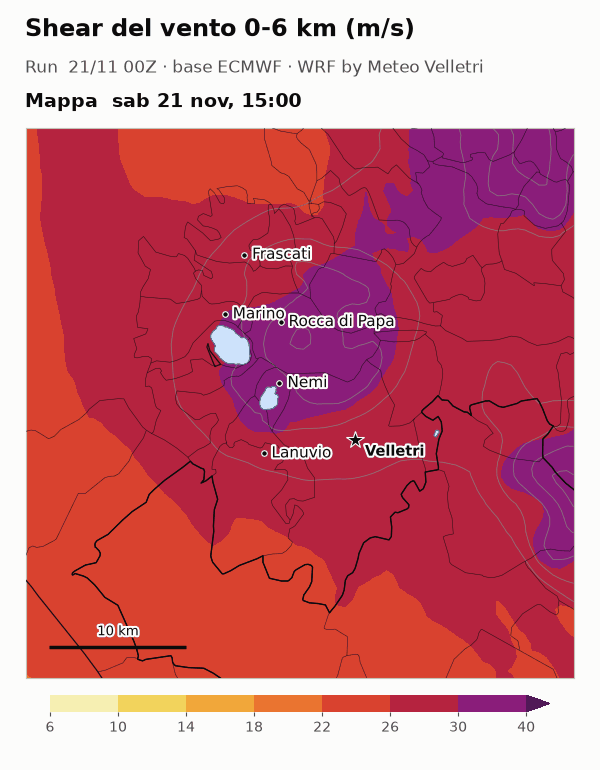 Shear del vento 0-6 km (m/s)
Run  21/11 00Z · base ECMWF · WRF by Meteo Velletri
Mappa  sab 21 nov, 15:00
Frascati
Marino
Rocca di Papa
Nemi
Velletri
Lanuvio
10 km
6 10 14 18 22 26 30 40